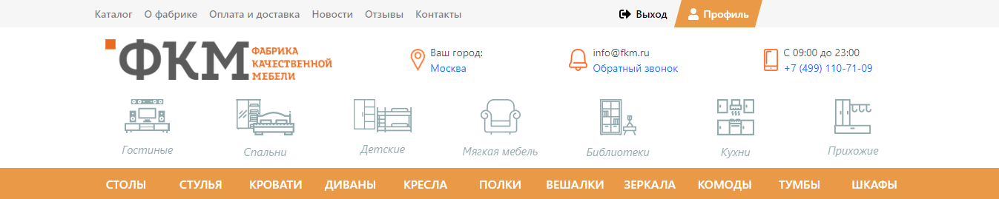 Каталог О фабрике Оплата и доставка Новости Отзывы Контакты Выход Профиль
ФКМ
ФАБРИКА
КАЧЕСТВЕННОЙ
МЕБЕЛИ
Ваш город:
Москва
info@fkm.ru
Обратный звонок
С 09:00 до 23:00
+7 (499) 110-71-09
Гостиные Спальни Детские Мягкая мебель Библиотеки Кухни Прихожие
СТОЛЫ СТУЛЬЯ КРОВАТИ ДИВАНЫ КРЕСЛА ПОЛКИ ВЕШАЛКИ ЗЕРКАЛА КОМОДЫ ТУМБЫ ШКАФЫ